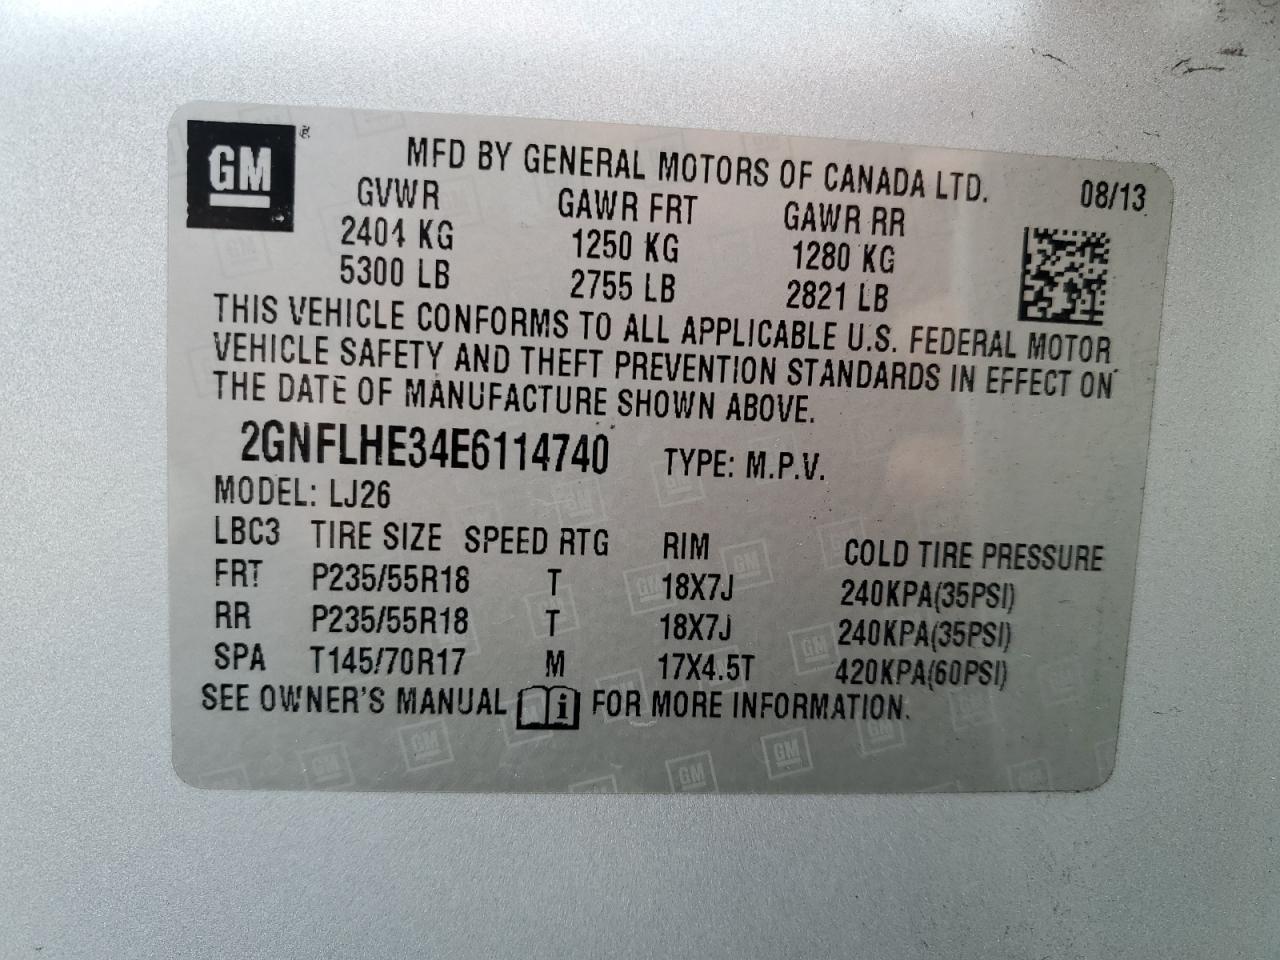 GM ®
MFD BY GENERAL MOTORS OF CANADA LTD. 08/13
GVWR GAWR FRT GAWR RR
2404 KG 1250 KG 1280 KG
5300 LB 2755 LB 2821 LB
THIS VEHICLE CONFORMS TO ALL APPLICABLE U.S. FEDERAL MOTOR
VEHICLE SAFETY AND THEFT PREVENTION STANDARDS IN EFFECT ON
THE DATE OF MANUFACTURE SHOWN ABOVE.
2GNFLHE34E6114740 TYPE: M.P.V.
MODEL: LJ26
LBC3 TIRE SIZE SPEED RTG RIM COLD TIRE PRESSURE
FRT P235/55R18 T 18X7J 240KPA(35PSI)
RR P235/55R18 T 18X7J 240KPA(35PSI)
SPA T145/70R17 M 17X4.5T 420KPA(60PSI)
SEE OWNER'S MANUAL i FOR MORE INFORMATION.